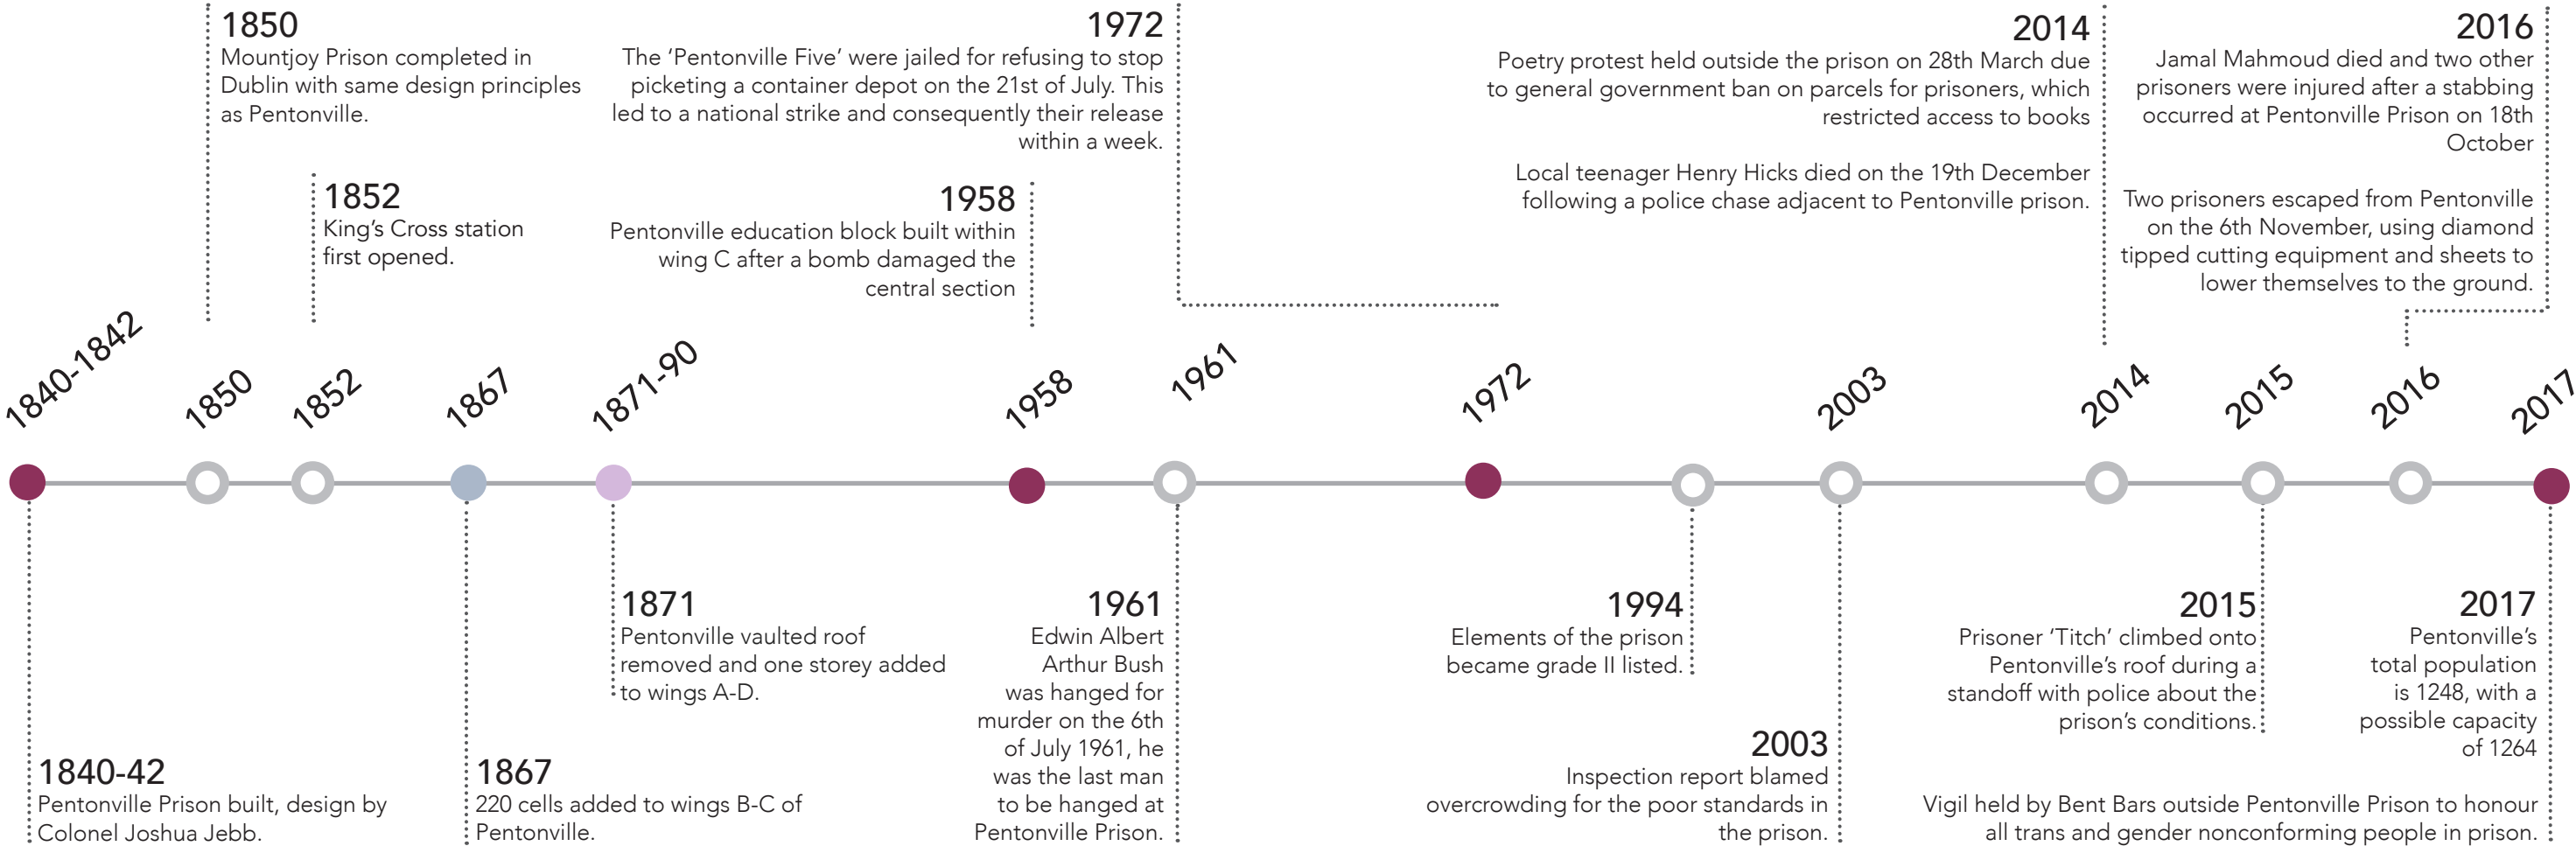 1850
Mountjoy Prison completed in
Dublin with same design principles
as Pentonville.
1852
King's Cross station
first opened.
1972
The ‘Pentonville Five’ were jailed for refusing to stop
picketing a container depot on the 21st of July. This
led to a national strike and consequently their release
within a week.
1958
Pentonville education block built within
wing C after a bomb damaged the
central section
2014
Poetry protest held outside the prison on 28th March due
to general government ban on parcels for prisoners, which
restricted access to books
Local teenager Henry Hicks died on the 19th December
following a police chase adjacent to Pentonville prison.
2016
Jamal Mahmoud died and two other
prisoners were injured after a stabbing
occurred at Pentonville Prison on 18th
October
Two prisoners escaped from Pentonville
on the 6th November, using diamond
tipped cutting equipment and sheets to
lower themselves to the ground.
1840-1842
1850
1852
1867
1871-90
1958
1961
1972
2003
2014
2015
2016
2017
1840-42
Pentonville Prison built, design by
Colonel Joshua Jebb.
1867
220 cells added to wings B-C of
Pentonville.
1871
Pentonville vaulted roof
removed and one storey added
to wings A-D.
1961
Edwin Albert
Arthur Bush
was hanged for
murder on the 6th
of July 1961, he
was the last man
to be hanged at
Pentonville Prison.
1994
Elements of the prison
became grade II listed.
2003
Inspection report blamed
overcrowding for the poor standards in
the prison.
2015
Prisoner ‘Titch’ climbed onto
Pentonville’s roof during a
standoff with police about the
prison’s conditions.
2017
Pentonville’s
total population
is 1248, with a
possible capacity
of 1264
Vigil held by Bent Bars outside Pentonville Prison to honour
all trans and gender nonconforming people in prison.